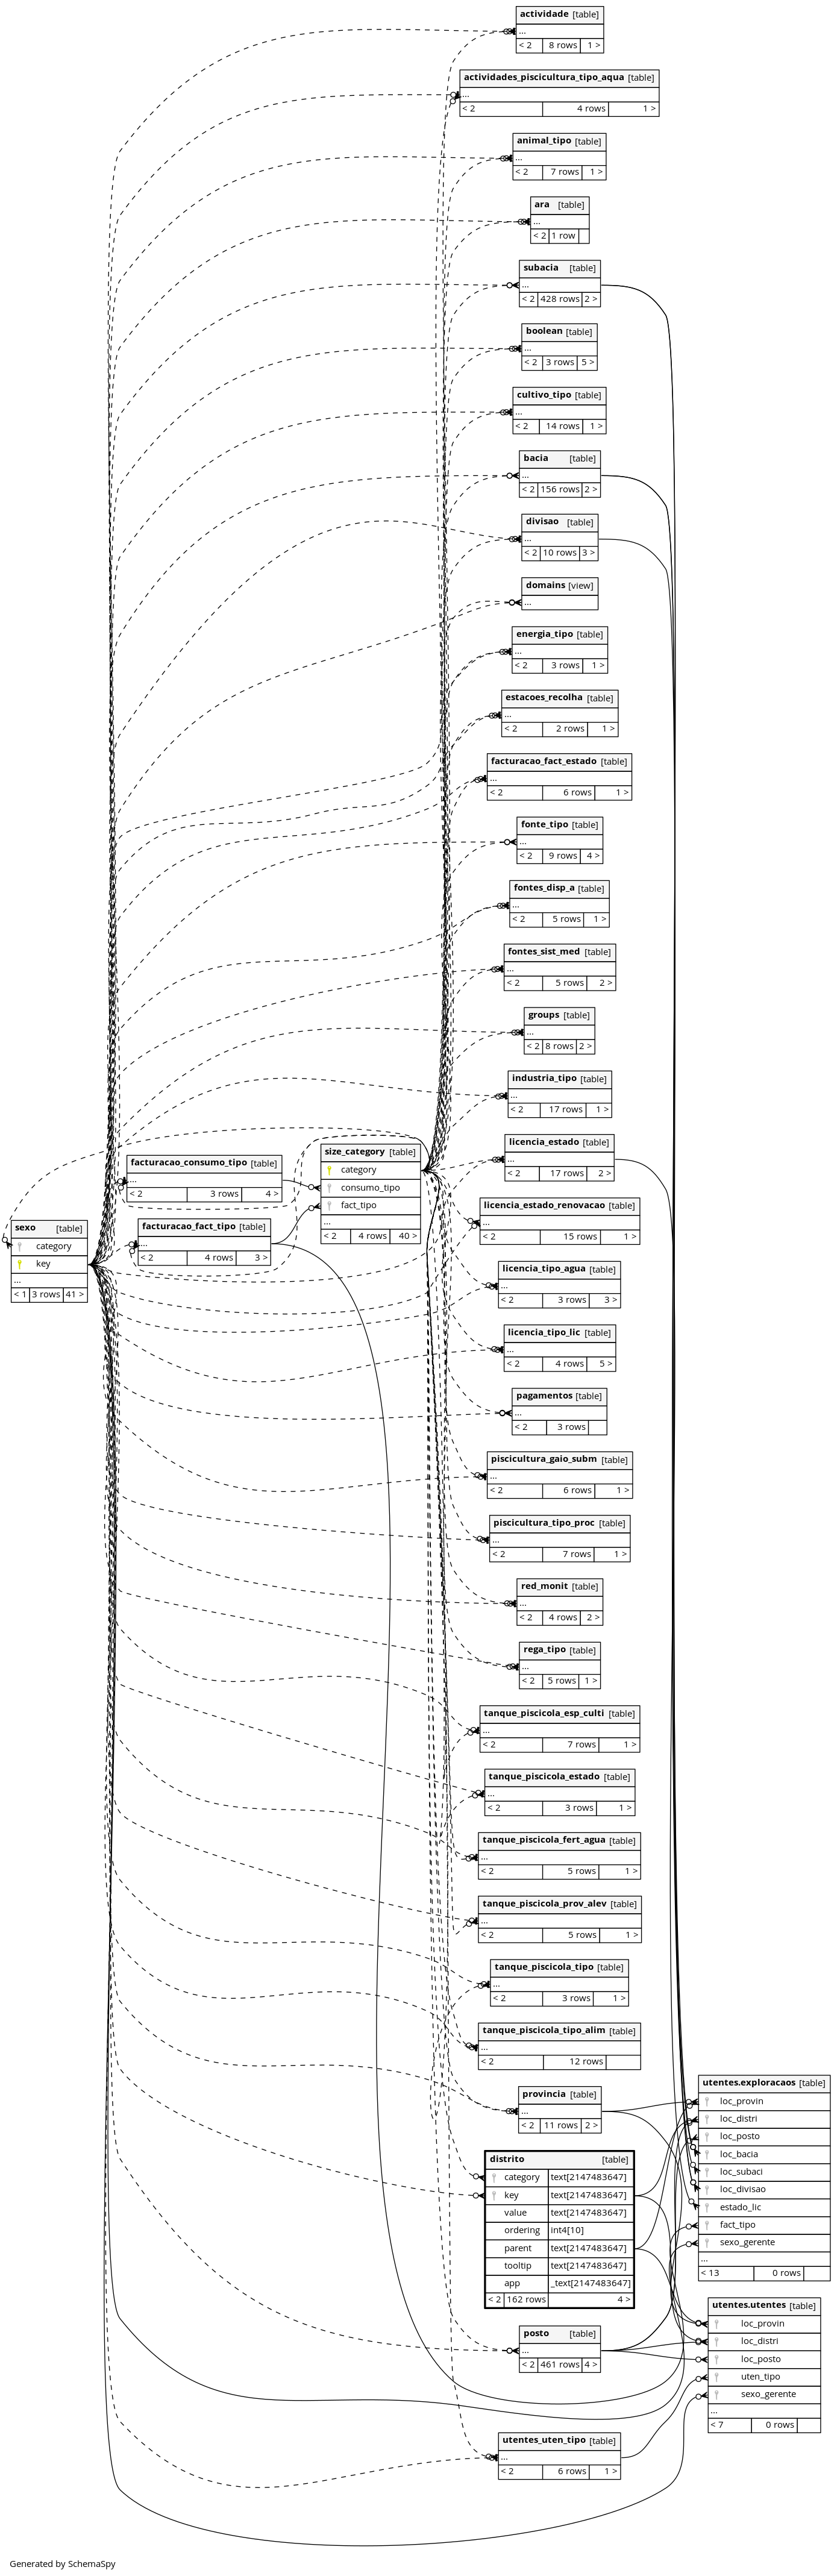 actividade [table]
...
< 2 8 rows 1 >
actividades_piscicultura_tipo_aqua [table]
...
< 2 4 rows 1 >
animal_tipo [table]
...
< 2 7 rows 1 >
ara [table]
...
< 2 1 row
subacia [table]
...
< 2 428 rows 2 >
boolean [table]
...
< 2 3 rows 5 >
cultivo_tipo [table]
...
< 2 14 rows 1 >
bacia [table]
...
< 2 156 rows 2 >
divisao [table]
...
< 2 10 rows 3 >
domains [view]
...
energia_tipo [table]
...
< 2 3 rows 1 >
estacoes_recolha [table]
...
< 2 2 rows 1 >
facturacao_fact_estado [table]
...
< 2 6 rows 1 >
fonte_tipo [table]
...
< 2 9 rows 4 >
fontes_disp_a [table]
...
< 2 5 rows 1 >
fontes_sist_med [table]
...
< 2 5 rows 2 >
groups [table]
...
< 2 8 rows 2 >
industria_tipo [table]
...
< 2 17 rows 1 >
licencia_estado [table]
...
< 2 17 rows 2 >
size_category [table]
category
consumo_tipo
fact_tipo
...
< 2 4 rows 40 >
facturacao_consumo_tipo [table]
...
< 2 3 rows 4 >
facturacao_fact_tipo [table]
...
< 2 4 rows 3 >
sexo [table]
category
key
...
< 1 3 rows 41 >
licencia_estado_renovacao [table]
...
< 2 15 rows 1 >
licencia_tipo_agua [table]
...
< 2 3 rows 3 >
licencia_tipo_lic [table]
...
< 2 4 rows 5 >
pagamentos [table]
...
< 2 3 rows
piscicultura_gaio_subm [table]
...
< 2 6 rows 1 >
piscicultura_tipo_proc [table]
...
< 2 7 rows 1 >
red_monit [table]
...
< 2 4 rows 2 >
rega_tipo [table]
...
< 2 5 rows 1 >
tanque_piscicola_esp_culti [table]
...
< 2 7 rows 1 >
tanque_piscicola_estado [table]
...
< 2 3 rows 1 >
tanque_piscicola_fert_agua [table]
...
< 2 5 rows 1 >
tanque_piscicola_prov_alev [table]
...
< 2 5 rows 1 >
tanque_piscicola_tipo [table]
...
< 2 3 rows 1 >
tanque_piscicola_tipo_alim [table]
...
< 2 12 rows
provincia [table]
...
< 2 11 rows 2 >
utentes.exploracaos [table]
loc_provin
loc_distri
loc_posto
loc_bacia
loc_subaci
loc_divisao
estado_lic
fact_tipo
sexo_gerente
...
< 13 0 rows
distrito [table]
category text[2147483647]
key text[2147483647]
value text[2147483647]
ordering int4[10]
parent text[2147483647]
tooltip text[2147483647]
app _text[2147483647]
< 2 162 rows 4 >
utentes.utentes [table]
loc_provin
loc_distri
loc_posto
uten_tipo
sexo_gerente
...
< 7 0 rows
posto [table]
...
< 2 461 rows 4 >
utentes_uten_tipo [table]
...
< 2 6 rows 1 >
Generated by SchemaSpy